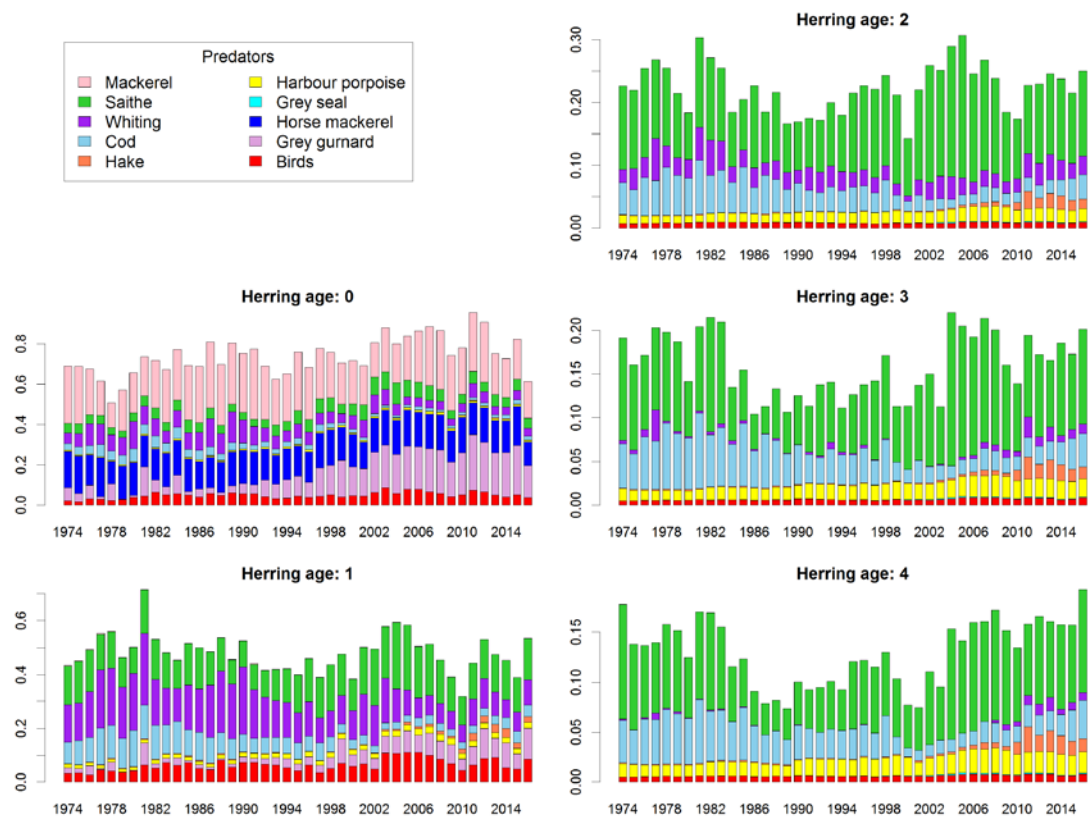 Predators
Mackerel Harbour porpoise
Saithe Grey seal
Whiting Horse mackerel
Cod Grey gurnard
Hake Birds
Herring age: 2
0.30
0.20
0.10
0.00
1974 1978 1982 1986 1990 1994 1998 2002 2006 2010 2014
Herring age: 0
0.8
0.6
0.4
0.2
0.0
1974 1978 1982 1986 1990 1994 1998 2002 2006 2010 2014
Herring age: 3
0.20
0.15
0.10
0.05
0.00
1974 1978 1982 1986 1990 1994 1998 2002 2006 2010 2014
Herring age: 1
0.6
0.4
0.2
0.0
1974 1978 1982 1986 1990 1994 1998 2002 2006 2010 2014
Herring age: 4
0.15
0.10
0.05
0.00
1974 1978 1982 1986 1990 1994 1998 2002 2006 2010 2014